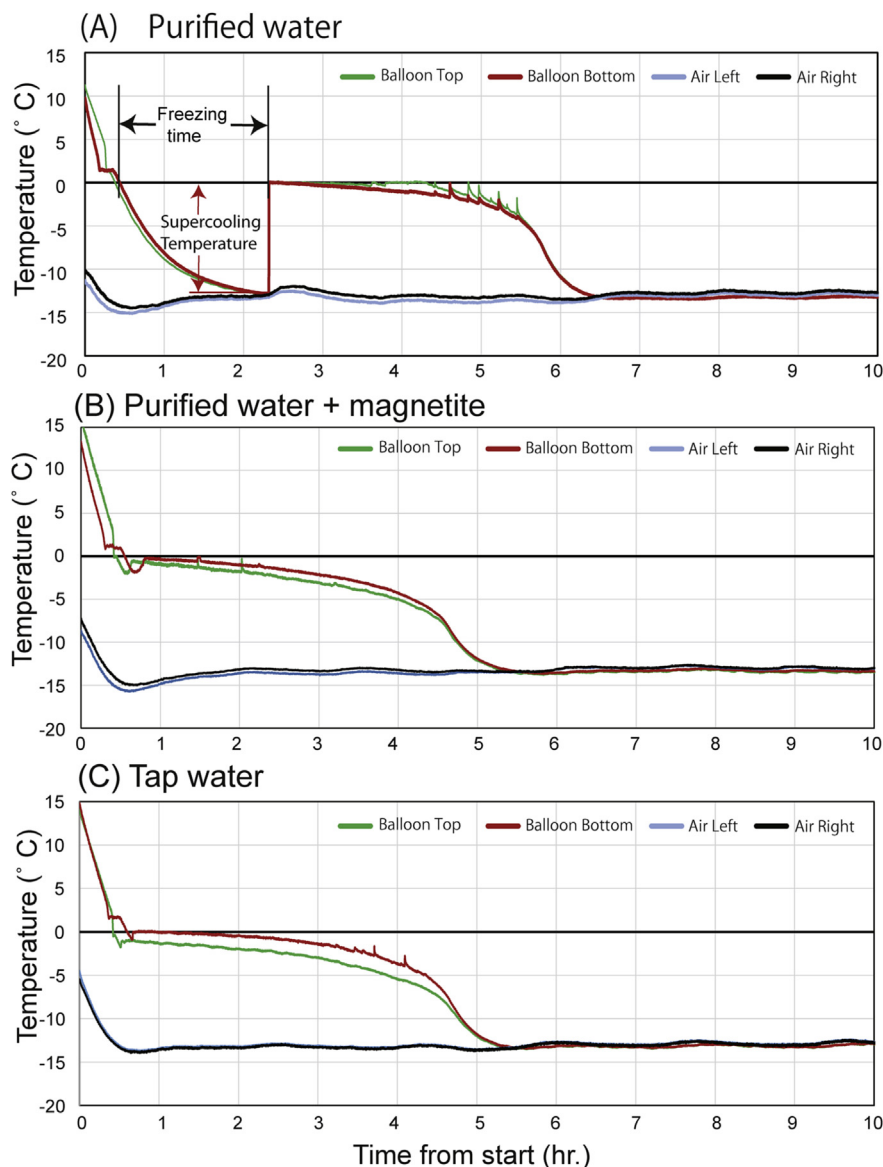 (A) Purified water
15
10
5
0
-5
-10
-15
-20
Temperature (° C)
Balloon Top
Balloon Bottom
Air Left
Air Right
Freezing
time
Supercooling
Temperature
0 1 2 3 4 5 6 7 8 9 10
(B) Purified water + magnetite
15
10
5
0
-5
-10
-15
-20
Temperature (° C)
Balloon Top
Balloon Bottom
Air Left
Air Right
0 1 2 3 4 5 6 7 8 9 10
(C) Tap water
15
10
5
0
-5
-10
-15
-20
Temperature (° C)
Balloon Top
Balloon Bottom
Air Left
Air Right
0 1 2 3 4 5 6 7 8 9 10
Time from start (hr.)